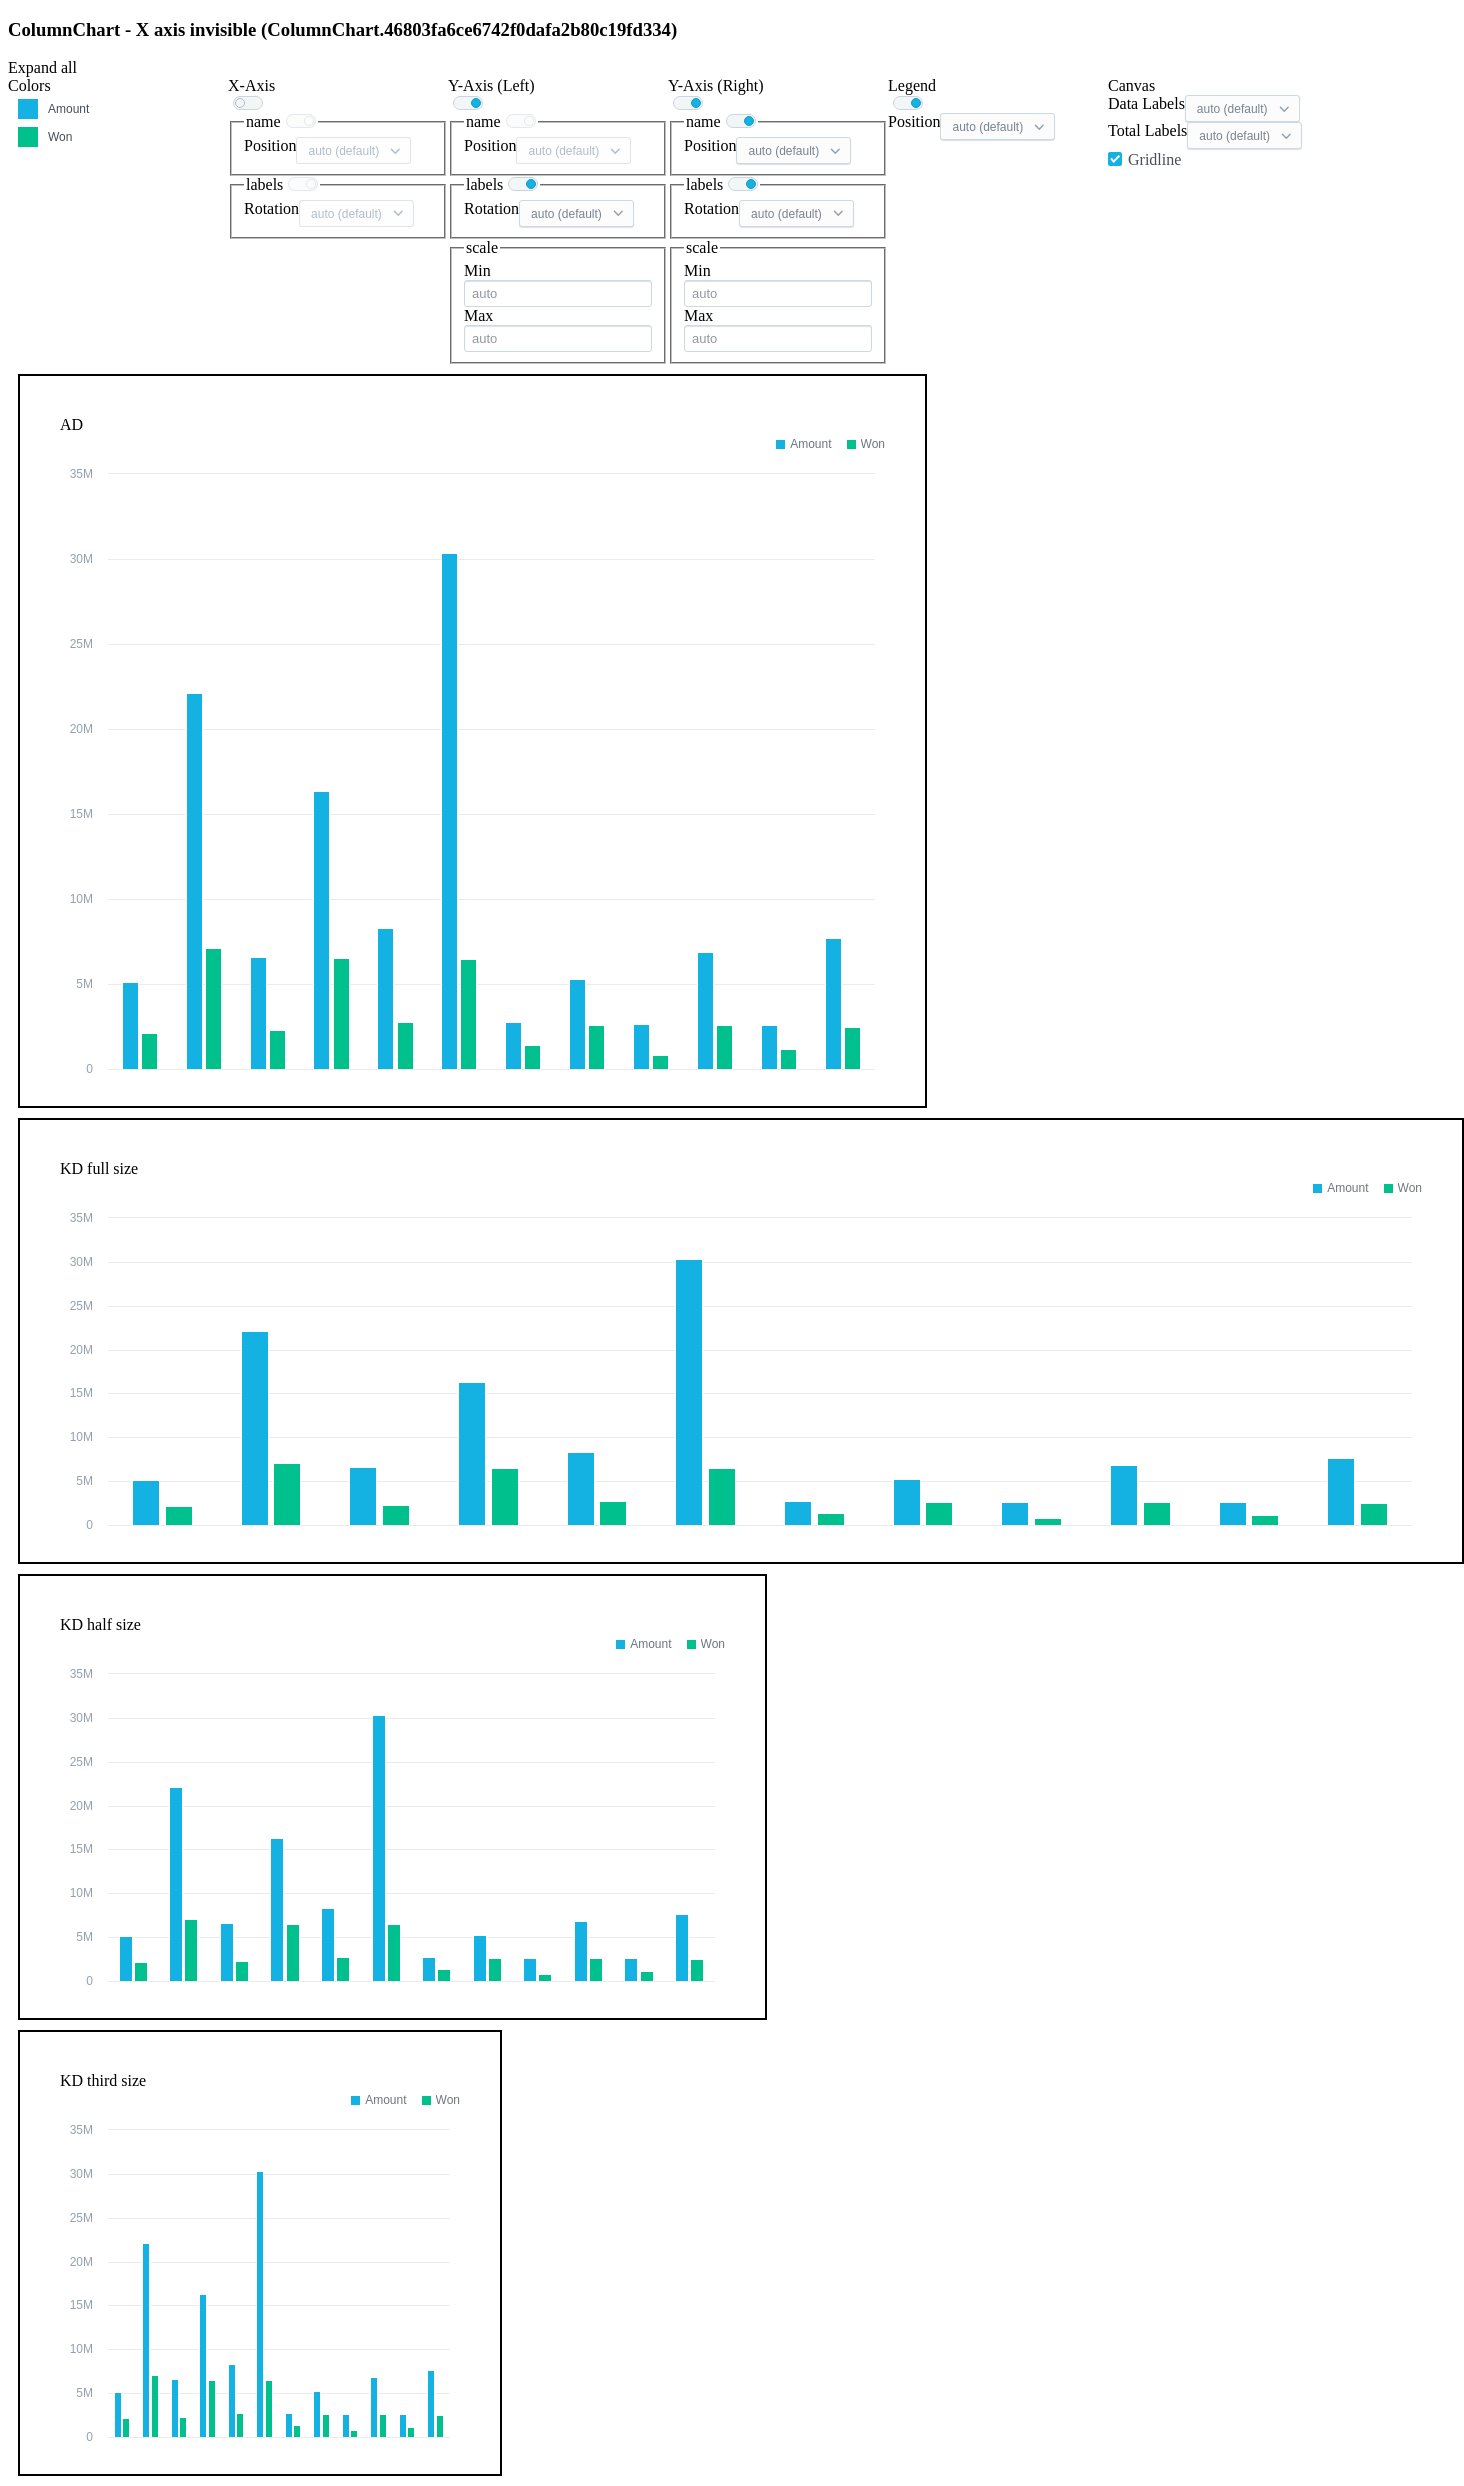 ColumnChart - X axis invisible (ColumnChart.46803fa6ce6742f0dafa2b80c19fd334)
Expand all
Colors
Amount
Won
X-Axis
name
Position auto (default)
labels
Rotation auto (default)
Y-Axis (Left)
name
Position auto (default)
labels
Rotation auto (default)
scale
Min
auto
Max
auto
Y-Axis (Right)
name
Position auto (default)
labels
Rotation auto (default)
scale
Min
auto
Max
auto
Legend
Position auto (default)
Canvas
Data Labels auto (default)
Total Labels auto (default)
Gridline
AD
Amount Won
35M
30M
25M
20M
15M
10M
5M
0
KD full size
Amount Won
35M
30M
25M
20M
15M
10M
5M
0
KD half size
Amount Won
35M
30M
25M
20M
15M
10M
5M
0
KD third size
Amount Won
35M
30M
25M
20M
15M
10M
5M
0